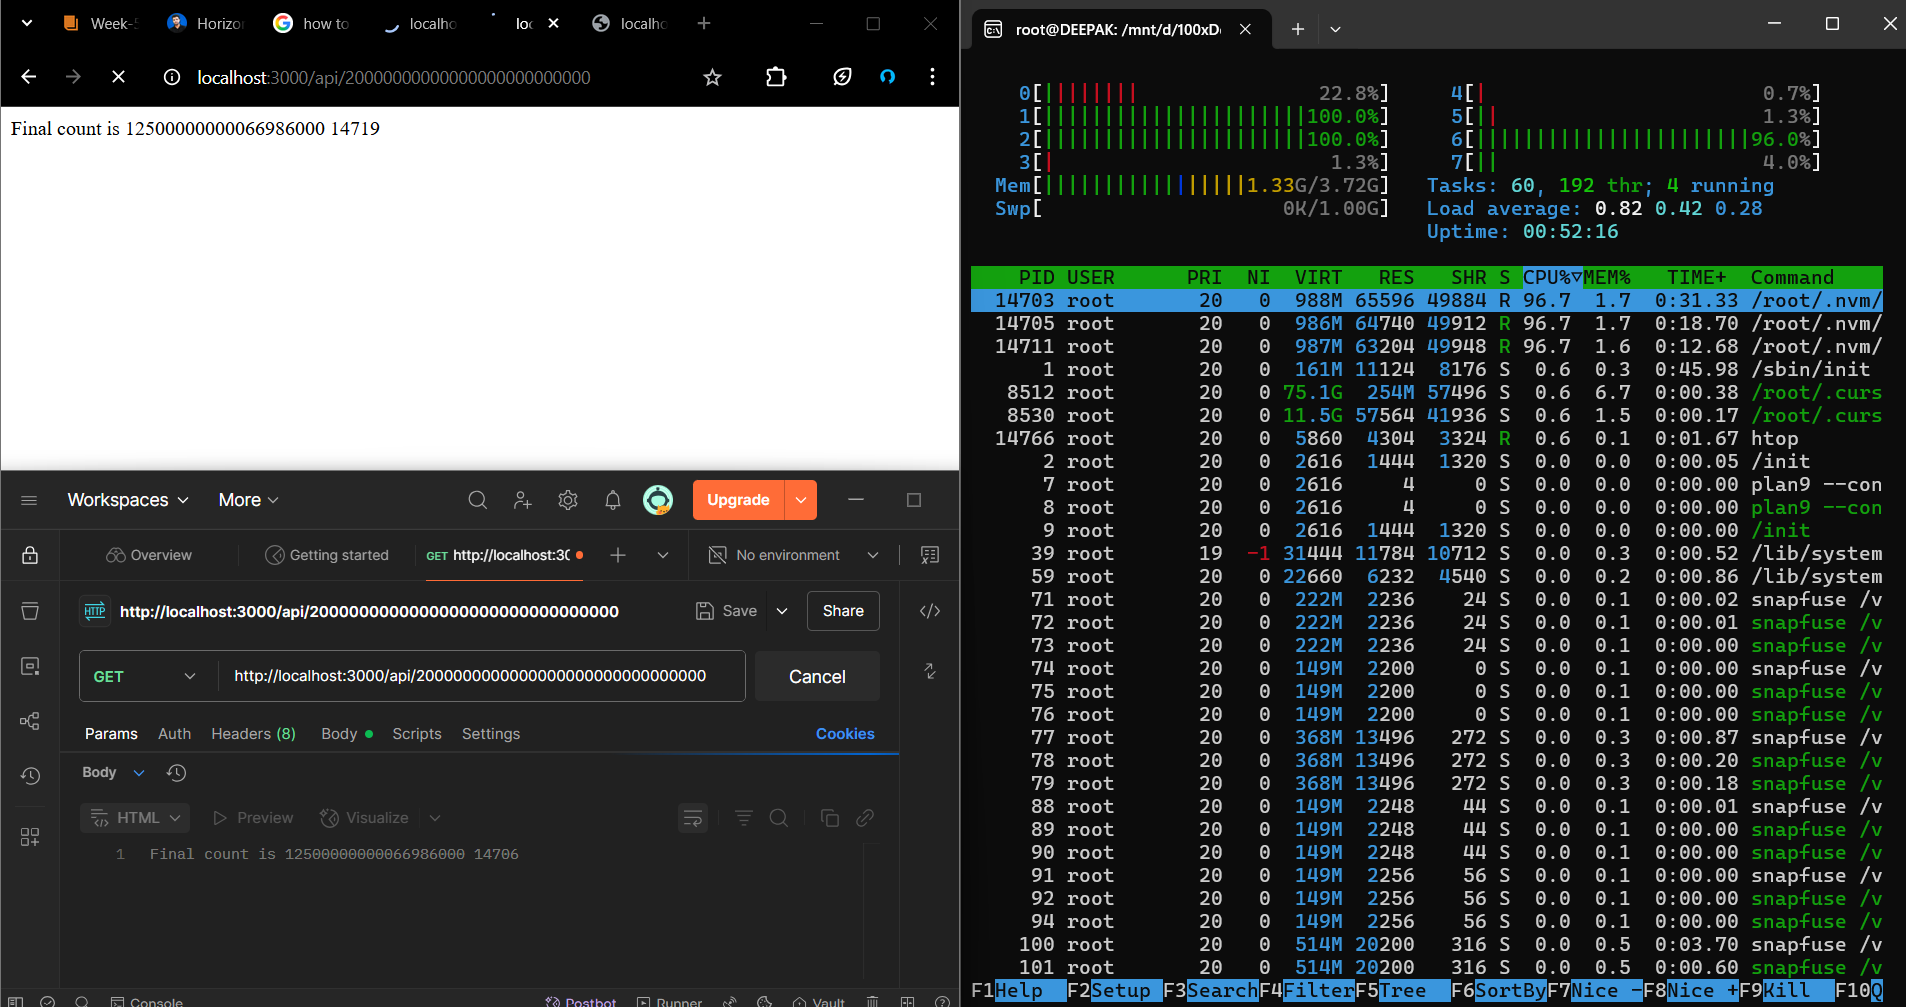 Week-5
Horizon
how to
localho
loc
localho
localhost:3000/api/20000000000000000000000000
Final count is 12500000000066986000 14719
Workspaces
More
Upgrade
Overview
Getting started
GET http://localhost:30
No environment
HTTP
http://localhost:3000/api/2000000000000000000000000000000
Save
Share
GET
http://localhost:3000/api/2000000000000000000000000000000
Cancel
Params
Auth
Headers (8)
Body
Scripts
Settings
Cookies
Body
HTML
Preview
Visualize
1 Final count is 12500000000066986000 14706
Console
Postbot
Runner
Vault
root@DEEPAK: /mnt/d/100xD
0[ 22.8%] 4[ 0.7%]
1[ 100.0%] 5[ 1.3%]
2[ 100.0%] 6[ 96.0%]
3[ 1.3%] 7[ 4.0%]
Mem[ 1.33G/3.72G] Tasks: 60, 192 thr; 4 running
Swp[ 0K/1.00G] Load average: 0.82 0.42 0.28
Uptime: 00:52:16
PID USER PRI NI VIRT RES SHR S CPU%▽MEM% TIME+ Command
14703 root 20 0 988M 65596 49884 R 96.7 1.7 0:31.33 /root/.nvm/
14705 root 20 0 986M 64740 49912 R 96.7 1.7 0:18.70 /root/.nvm/
14711 root 20 0 987M 63204 49948 R 96.7 1.6 0:12.68 /root/.nvm/
1 root 20 0 161M 11124 8176 S 0.6 0.3 0:45.98 /sbin/init
8512 root 20 0 75.1G 254M 57496 S 0.6 6.7 0:00.38 /root/.curs
8530 root 20 0 11.5G 57564 41936 S 0.6 1.5 0:00.17 /root/.curs
14766 root 20 0 5860 4304 3324 R 0.6 0.1 0:01.67 htop
2 root 20 0 2616 1444 1320 S 0.0 0.0 0:00.05 /init
7 root 20 0 2616 4 0 S 0.0 0.0 0:00.00 plan9 --con
8 root 20 0 2616 4 0 S 0.0 0.0 0:00.00 plan9 --con
9 root 20 0 2616 1444 1320 S 0.0 0.0 0:00.00 /init
39 root 19 -1 31444 11784 10712 S 0.0 0.3 0:00.52 /lib/system
59 root 20 0 22660 6232 4540 S 0.0 0.2 0:00.86 /lib/system
71 root 20 0 222M 2236 24 S 0.0 0.1 0:00.02 snapfuse /v
72 root 20 0 222M 2236 24 S 0.0 0.1 0:00.01 snapfuse /v
73 root 20 0 222M 2236 24 S 0.0 0.1 0:00.00 snapfuse /v
74 root 20 0 149M 2200 0 S 0.0 0.1 0:00.00 snapfuse /v
75 root 20 0 149M 2200 0 S 0.0 0.1 0:00.00 snapfuse /v
76 root 20 0 149M 2200 0 S 0.0 0.1 0:00.00 snapfuse /v
77 root 20 0 368M 13496 272 S 0.0 0.3 0:00.87 snapfuse /v
78 root 20 0 368M 13496 272 S 0.0 0.3 0:00.20 snapfuse /v
79 root 20 0 368M 13496 272 S 0.0 0.3 0:00.18 snapfuse /v
88 root 20 0 149M 2248 44 S 0.0 0.1 0:00.01 snapfuse /v
89 root 20 0 149M 2248 44 S 0.0 0.1 0:00.00 snapfuse /v
90 root 20 0 149M 2248 44 S 0.0 0.1 0:00.00 snapfuse /v
91 root 20 0 149M 2256 56 S 0.0 0.1 0:00.00 snapfuse /v
92 root 20 0 149M 2256 56 S 0.0 0.1 0:00.00 snapfuse /v
94 root 20 0 149M 2256 56 S 0.0 0.1 0:00.00 snapfuse /v
100 root 20 0 514M 20200 316 S 0.0 0.5 0:03.70 snapfuse /v
101 root 20 0 514M 20200 316 S 0.0 0.5 0:00.60 snapfuse /v
F1Help F2Setup F3SearchF4FilterF5Tree F6SortByF7Nice -F8Nice +F9Kill F10Q